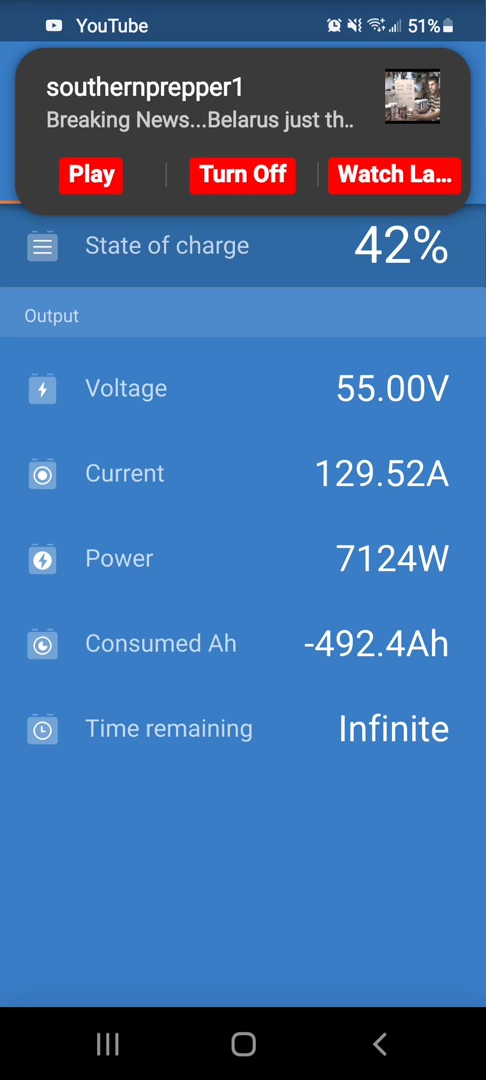 YouTube 51%
southernprepper1
Breaking News...Belarus just th..
Play Turn Off Watch La...
State of charge 42%
Output
Voltage 55.00V
Current 129.52A
Power 7124W
Consumed Ah -492.4Ah
Time remaining Infinite